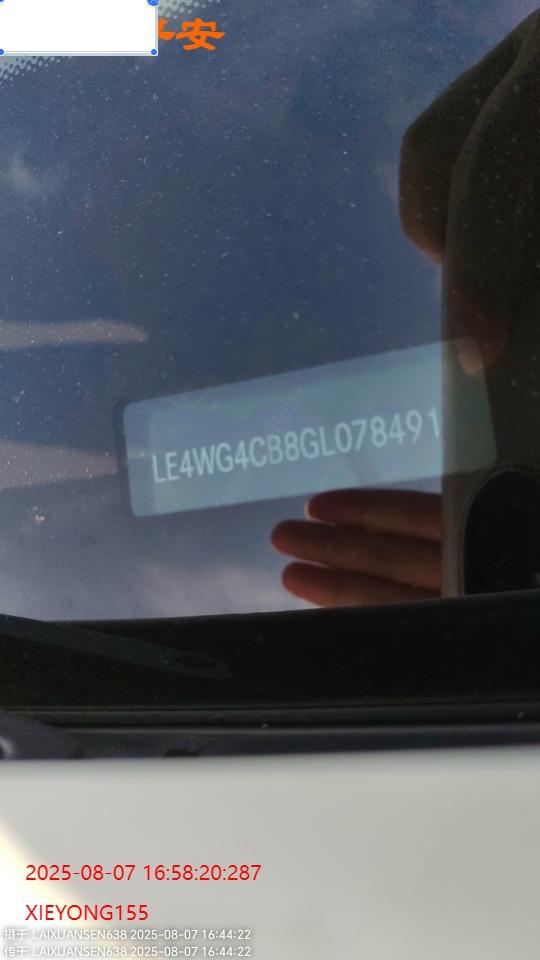 安
LE4WG4CB8GL078491
2025-08-07 16:58:20:287
XIEYONG155
摄于 LAIXUANSEN638 2025-08-07 16:44:22
传于 LAIXUANSEN638 2025-08-07 16:44:22